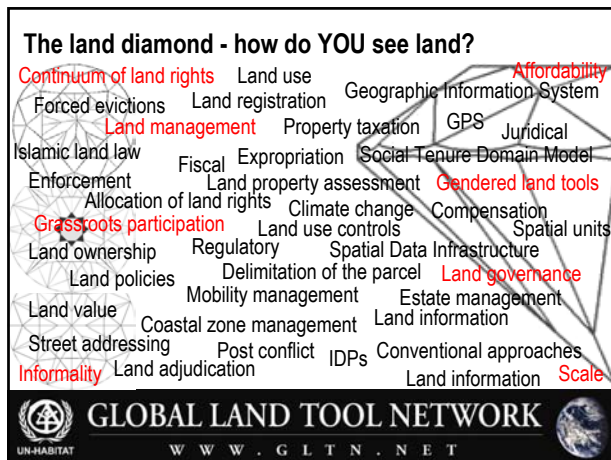 The land diamond - how do YOU see land?
Continuum of land rights Land use Affordability
Geographic Information System
Forced evictions Land registration
Land management Property taxation GPS Juridical
Islamic land law Fiscal Expropriation Social Tenure Domain Model
Enforcement Land property assessment Gendered land tools
Allocation of land rights Climate change Compensation
Grassroots participation Land use controls Spatial units
Land ownership Regulatory Spatial Data Infrastructure
Land policies Delimitation of the parcel Land governance
Mobility management Estate management
Land value Coastal zone management Land information
Street addressing Post conflict IDPs Conventional approaches
Informality Land adjudication Land information Scale
GLOBAL LAND TOOL NETWORK
UN-HABITAT WWW.GLTN.NET